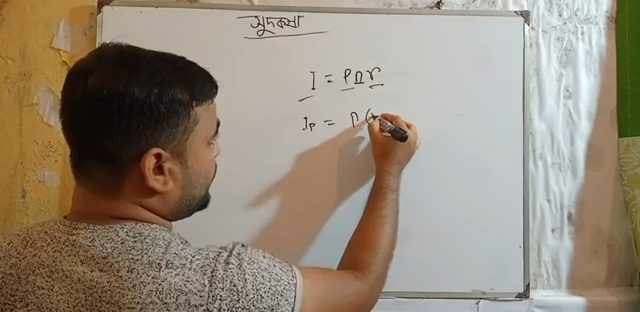 সুদকষা
I = Pnr
Ip = P (